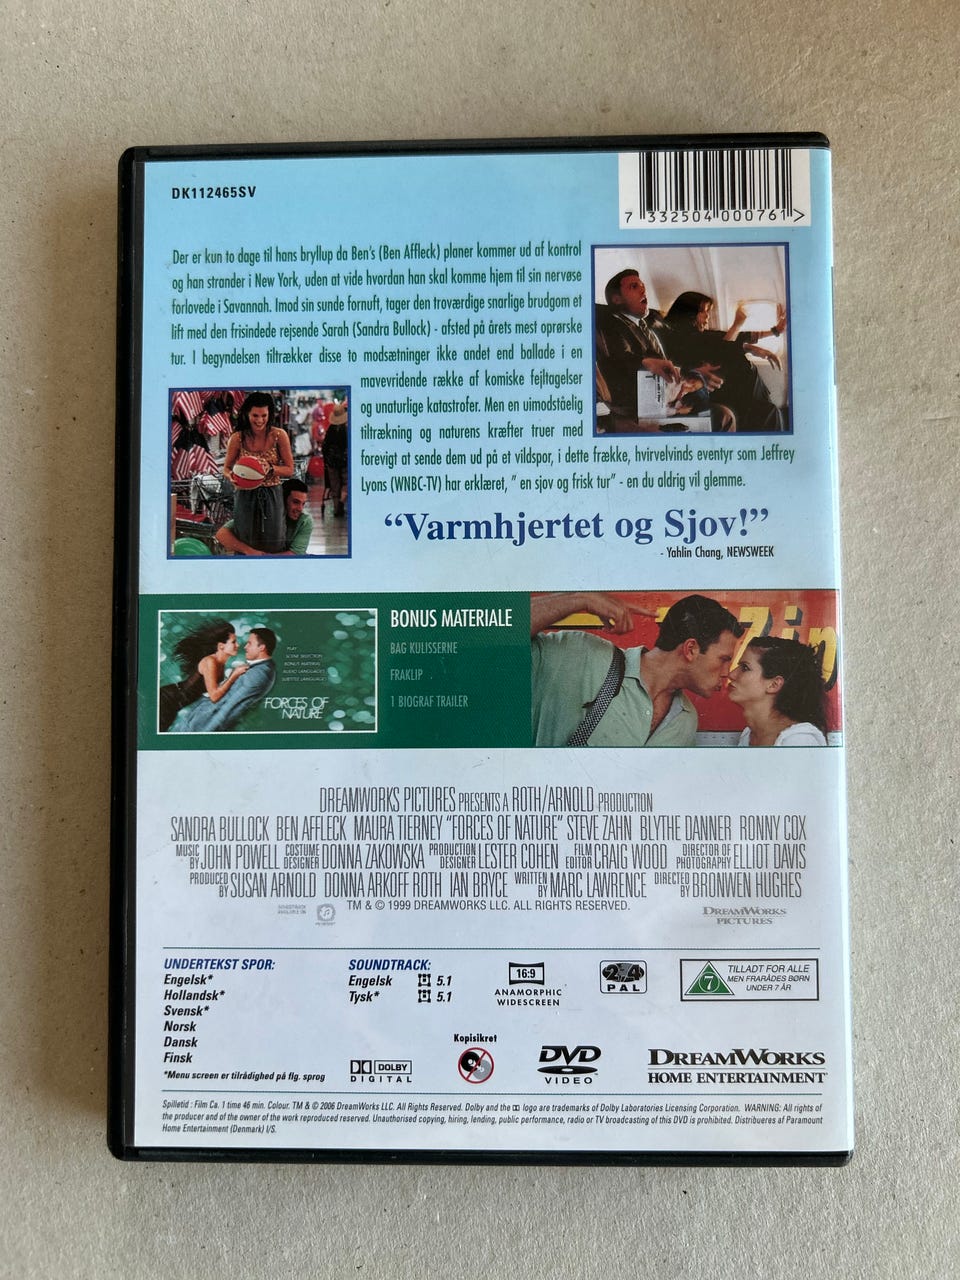 DK112465SV
7 332504 000761 >
Der er kun to dage til hans bryllup da Ben's (Ben Affleck) planer kommer ud af kontrol
og han strander i New York, uden at vide hvordan han skal komme hjem til sin nervøse
forlovede i Savannah. Imod sin sunde fornuft, tager den troværdige snarlige brudgom et
lift med den frisindede rejsende Sarah (Sandra Bullock) - afsted på årets mest oprørske
tur. I begyndelsen tiltrækker disse to modsætninger ikke andet end ballade i en
mavevridende række af komiske fejltagelser
og unaturlige katastrofer. Men en uimodståelig
tiltrækning og naturens kræfter truer med
forevigt at sende dem ud på et vildspor, i dette frække, hvirvelvinds eventyr som Jeffrey
Lyons (WNBC-TV) har erklæret, " en sjov og frisk tur" - en du aldrig vil glemme.
“Varmhjertet og Sjov!”
- Yahlin Chang, NEWSWEEK
PLAY
SCENE SELECTION
BONUS MATERIAL
AUDIO LANGUAGES
SUBTITLE LANGUAGES
FORCES OF
NATURE
BONUS MATERIALE
BAG KULISSERNE
FRAKLIP
1 BIOGRAF TRAILER
Zip
DREAMWORKS PICTURES PRESENTS A ROTH/ARNOLD PRODUCTION
SANDRA BULLOCK BEN AFFLECK MAURA TIERNEY "FORCES OF NATURE" STEVE ZAHN BLYTHE DANNER RONNY COX
MUSIC BY JOHN POWELL COSTUME DESIGNER DONNA ZAKOWSKA PRODUCTION DESIGNER LESTER COHEN FILM EDITOR CRAIG WOOD DIRECTOR OF PHOTOGRAPHY ELLIOT DAVIS
PRODUCED BY SUSAN ARNOLD DONNA ARKOFF ROTH IAN BRYCE WRITTEN BY MARC LAWRENCE DIRECTED BY BRONWEN HUGHES
TM & © 1999 DREAMWORKS LLC. ALL RIGHTS RESERVED.
SOUNDTRACK
AVAILABLE ON
DREAMWORKS
PICTURES
UNDERTEKST SPOR:
Engelsk*
Hollandsk*
Svensk*
Norsk
Dansk
Finsk
*Menu screen er tilrådighed på flg. sprog
SOUNDTRACK:
Engelsk 5.1
Tysk* 5.1
16:9
ANAMORPHIC
WIDESCREEN
2 4
PAL
7
TILLADT FOR ALLE
MEN FRARÅDES BØRN
UNDER 7 ÅR
DOLBY
DIGITAL
Kopisikret
DVD
VIDEO™
DREAMWORKS
HOME ENTERTAINMENT™
Spilletid : Film Ca. 1 time 46 min. Colour. TM & © 2006 DreamWorks LLC. All Rights Reserved. Dolby and the DD logo are trademarks of Dolby Laboratories Licensing Corporation. WARNING: All rights of
the producer and of the owner of the work reproduced reserved. Unauthorised copying, hiring, lending, public performance, radio or TV broadcasting of this DVD is prohibited. Distribueres af Paramount
Home Entertainment (Denmark) I/S.